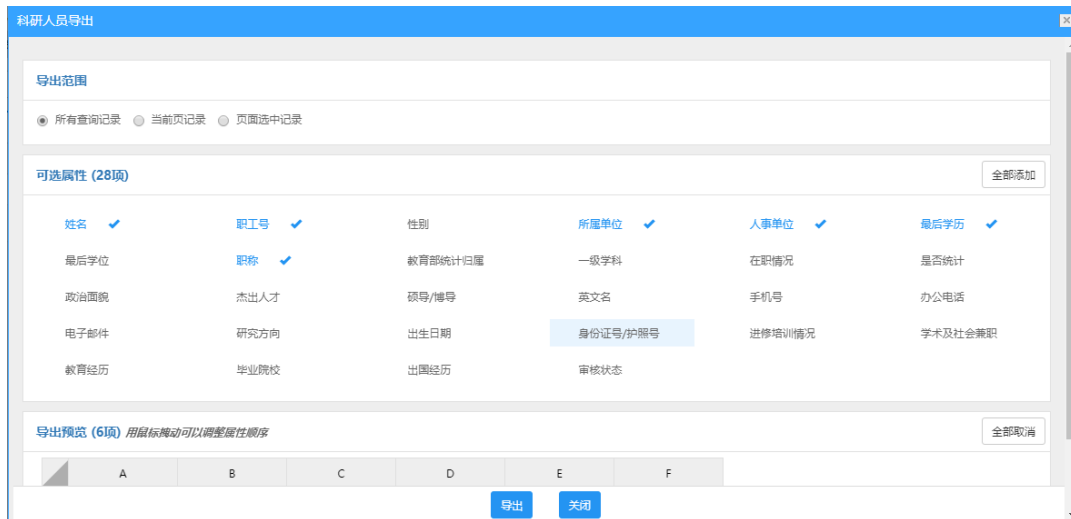 科研人员导出
导出范围
所有查询记录 当前页记录 页面选中记录
可选属性 (28项) 全部添加
姓名 职工号 性别 所属单位 人事单位 最后学历
最后学位 职称 教育部统计归属 一级学科 在职情况 是否统计
政治面貌 杰出人才 硕导/博导 英文名 手机号 办公电话
电子邮件 研究方向 出生日期 身份证号/护照号 进修培训情况 学术及社会兼职
教育经历 毕业院校 出国经历 审核状态
导出预览 (6项) 用鼠标拖动可以调整属性顺序 全部取消
A B C D E F
导出 关闭